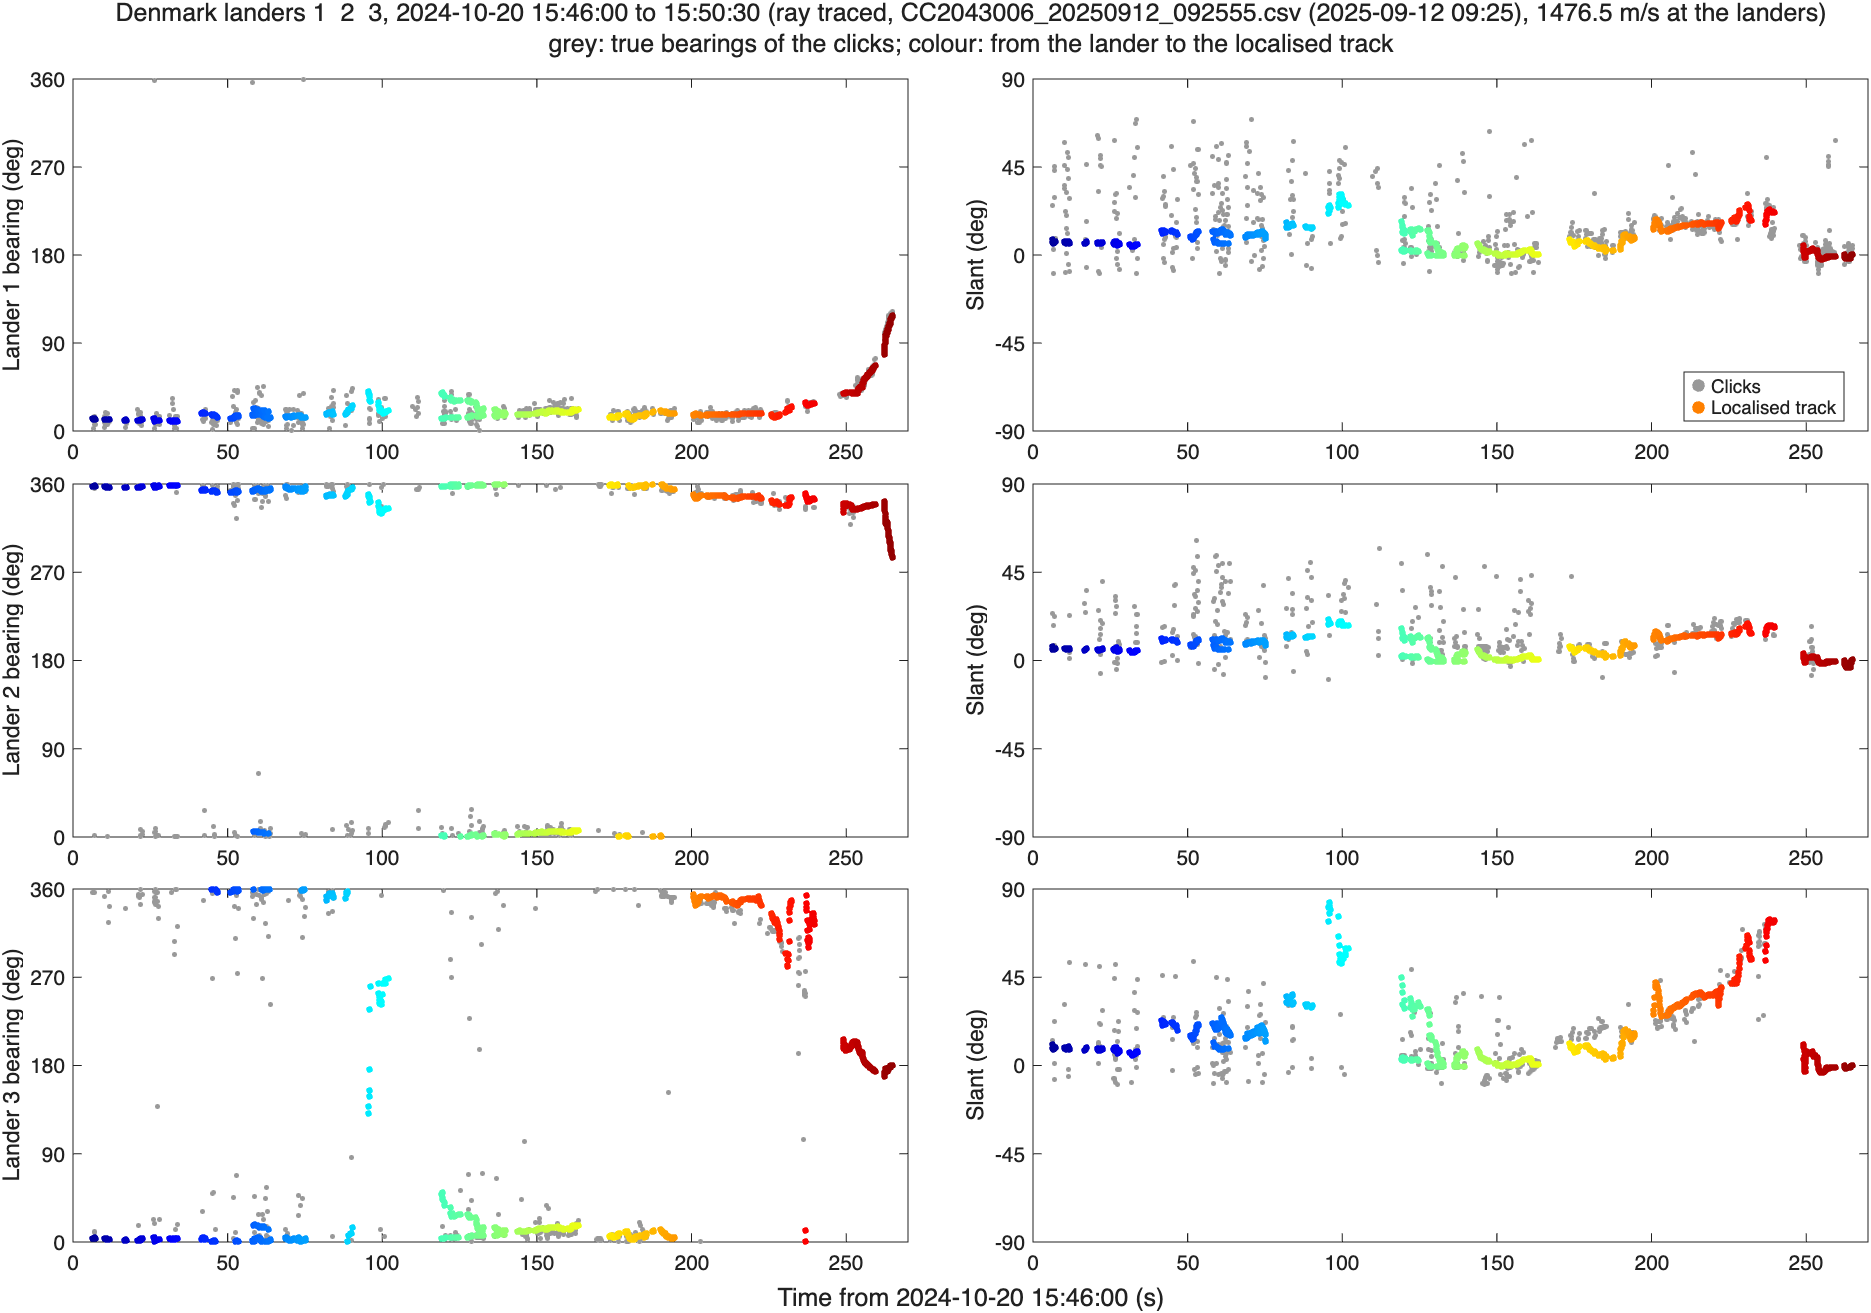 Denmark landers 1 2 3, 2024-10-20 15:46:00 to 15:50:30 (ray traced, CC2043006_20250912_092555.csv (2025-09-12 09:25), 1476.5 m/s at the landers)
grey: true bearings of the clicks; colour: from the lander to the localised track
Lander 1 bearing (deg)
360
270
180
90
0
0 50 100 150 200 250
Slant (deg)
90
45
0
-45
-90
0 50 100 150 200 250
Clicks
Localised track
Lander 2 bearing (deg)
360
270
180
90
0
0 50 100 150 200 250
Slant (deg)
90
45
0
-45
-90
0 50 100 150 200 250
Lander 3 bearing (deg)
360
270
180
90
0
0 50 100 150 200 250
Slant (deg)
90
45
0
-45
-90
0 50 100 150 200 250
Time from 2024-10-20 15:46:00 (s)